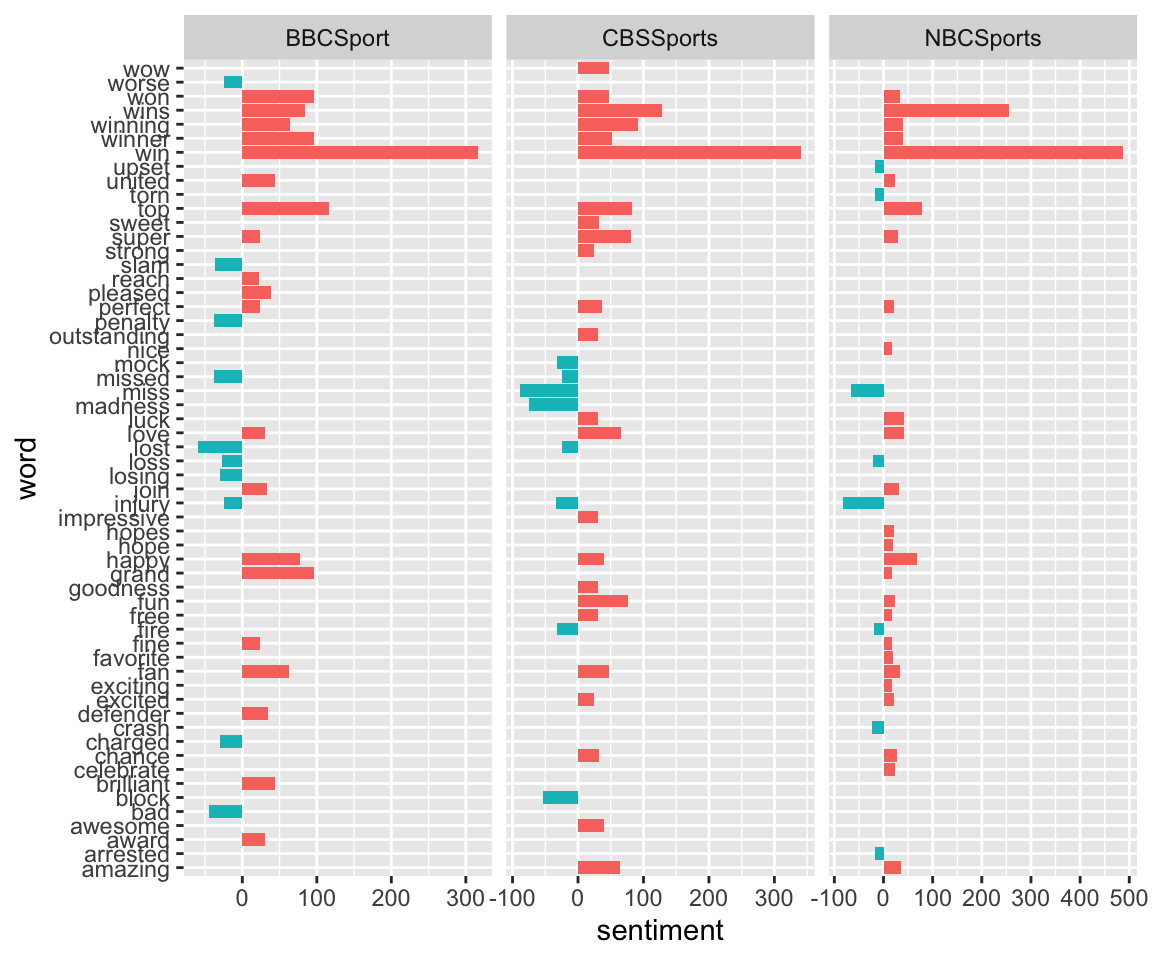 BBCSport CBSSports NBCSports
wow
worse
won
wins
winning
winner
win
upset
united
torn
top
sweet
super
strong
slam
reach
pleased
perfect
penalty
outstanding
nice
mock
missed
miss
madness
luck
love
lost
loss
losing
join
injury
impressive
hopes
hope
happy
grand
goodness
fun
free
fire
fine
favorite
fan
exciting
excited
defender
crash
charged
chance
celebrate
brilliant
block
bad
awesome
award
arrested
amazing
word
0 100 200 300 -100 0 100 200 300 -100 0 100 200 300 400 500
sentiment